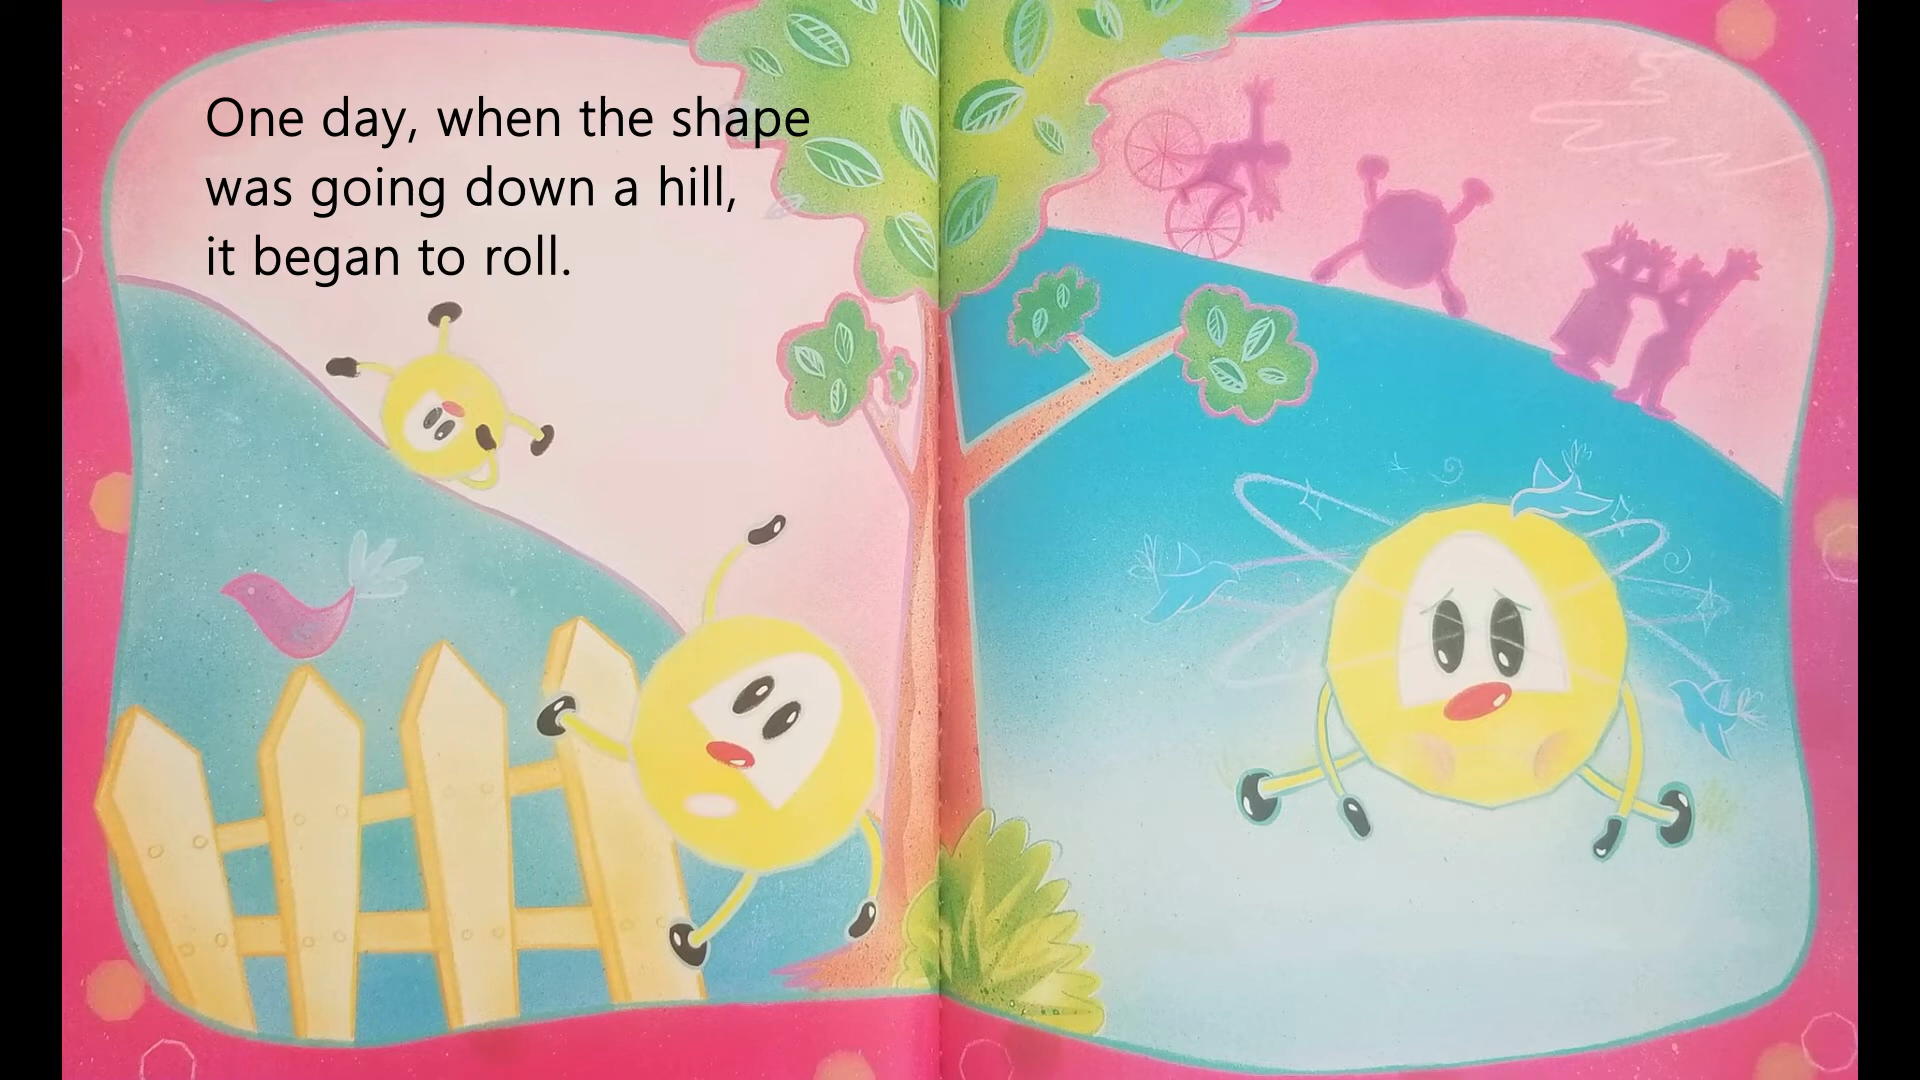 One day, when the shape
was going down a hill,
it began to roll.